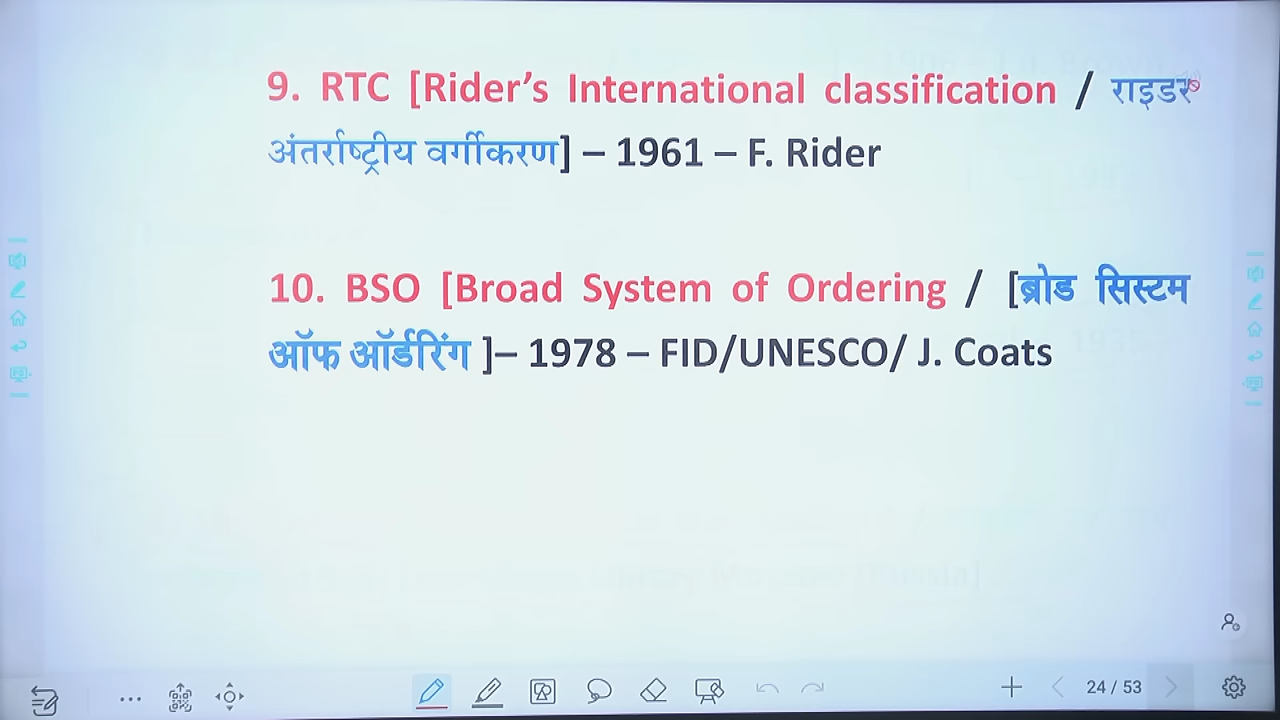 9. RTC [Rider’s International classification / राइडर
अंतर्राष्ट्रीय वर्गीकरण] – 1961 – F. Rider
10. BSO [Broad System of Ordering / [ब्रोड सिस्टम
ऑफ ऑर्डरिंग ]– 1978 – FID/UNESCO/ J. Coats
24 / 53